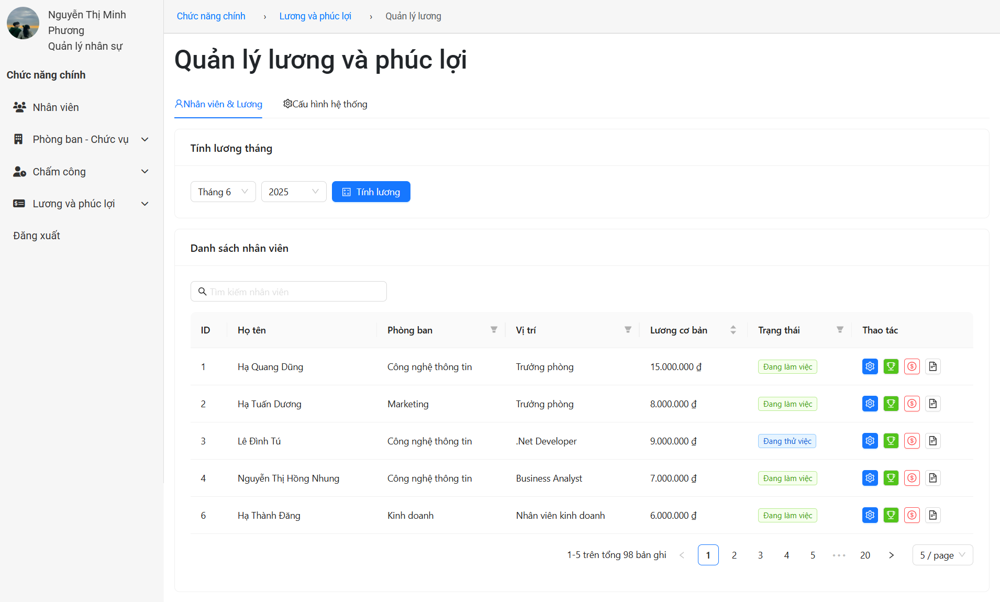 Nguyễn Thị Minh
Phương
Quản lý nhân sự
Chức năng chính
Nhân viên
Phòng ban - Chức vụ
Chấm công
Lương và phúc lợi
Đăng xuất
Chức năng chính › Lương và phúc lợi › Quản lý lương
Quản lý lương và phúc lợi
Nhân viên & Lương Cấu hình hệ thống
Tính lương tháng
Tháng 6 2025 Tính lương
Danh sách nhân viên
Tìm kiếm nhân viên
ID Họ tên Phòng ban Vị trí Lương cơ bản Trạng thái Thao tác
1 Hạ Quang Dũng Công nghệ thông tin Trưởng phòng 15.000.000 ₫ Đang làm việc
2 Hạ Tuấn Dương Marketing Trưởng phòng 8.000.000 ₫ Đang làm việc
3 Lê Đình Tú Công nghệ thông tin .Net Developer 9.000.000 ₫ Đang thử việc
4 Nguyễn Thị Hồng Nhung Công nghệ thông tin Business Analyst 7.000.000 ₫ Đang làm việc
6 Hạ Thành Đăng Kinh doanh Nhân viên kinh doanh 6.000.000 ₫ Đang làm việc
1-5 trên tổng 98 bản ghi < 1 2 3 4 5 ••• 20 > 5 / page